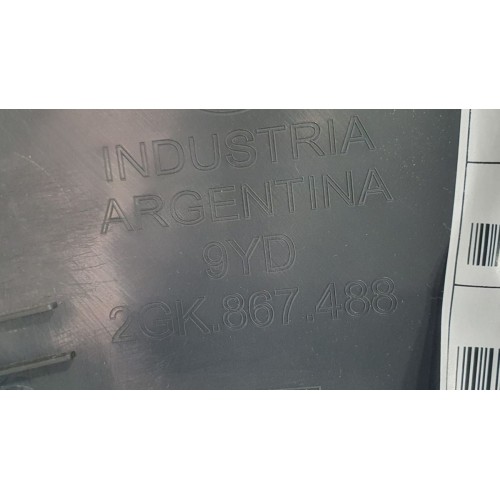 INDUSTRIA
ARGENTINA
9YD
2GK.867.488